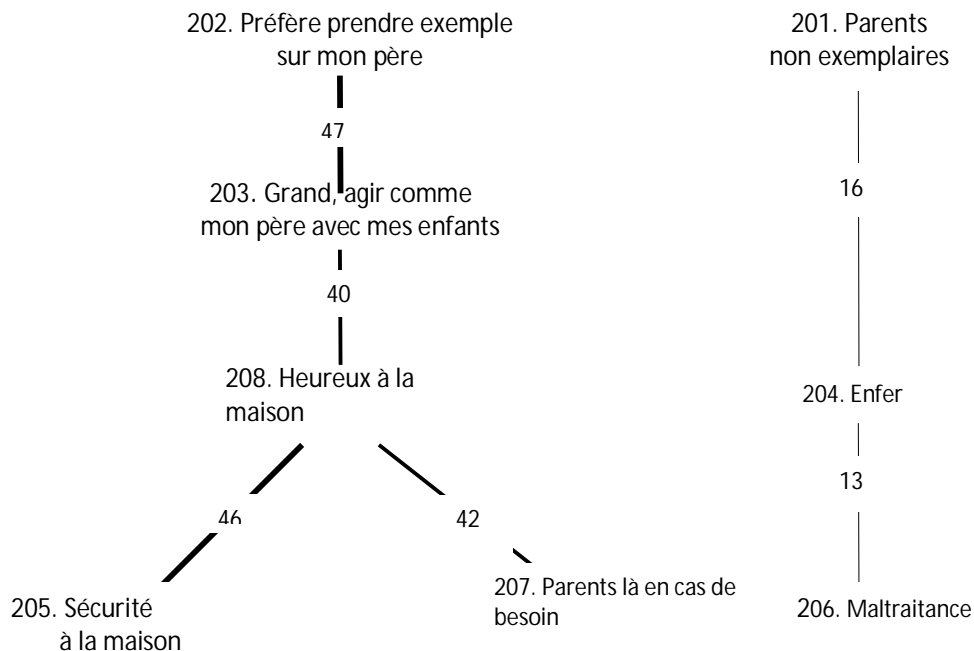 202. Préfère prendre exemple
sur mon père
201. Parents
non exemplaires
47
16
203. Grand, agir comme
mon père avec mes enfants
40
208. Heureux à la
maison
204. Enfer
13
46
42
205. Sécurité
à la maison
207. Parents là en cas de
besoin
206. Maltraitance